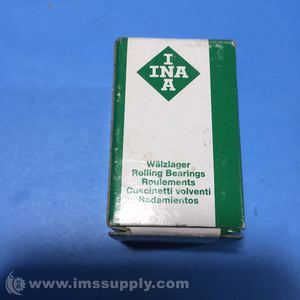 I
INA
A
Wälzlager
Rolling Bearings
Roulements
Cuscinetti volventi
Rodamientos
www.imssupply.com